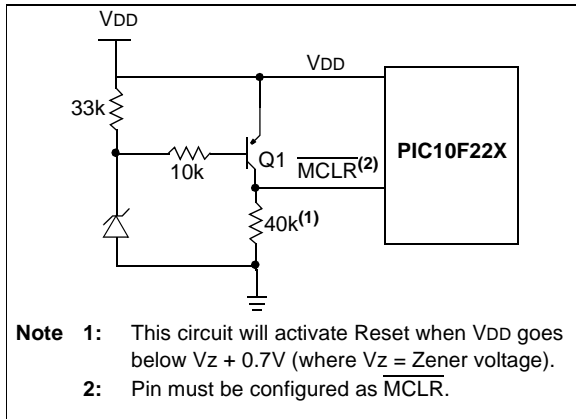 VDD
VDD
33k
10k
Q1
MCLR(2)
PIC10F22X
40k(1)
Note 1: This circuit will activate Reset when VDD goes
below Vz + 0.7V (where Vz = Zener voltage).
2: Pin must be configured as MCLR.